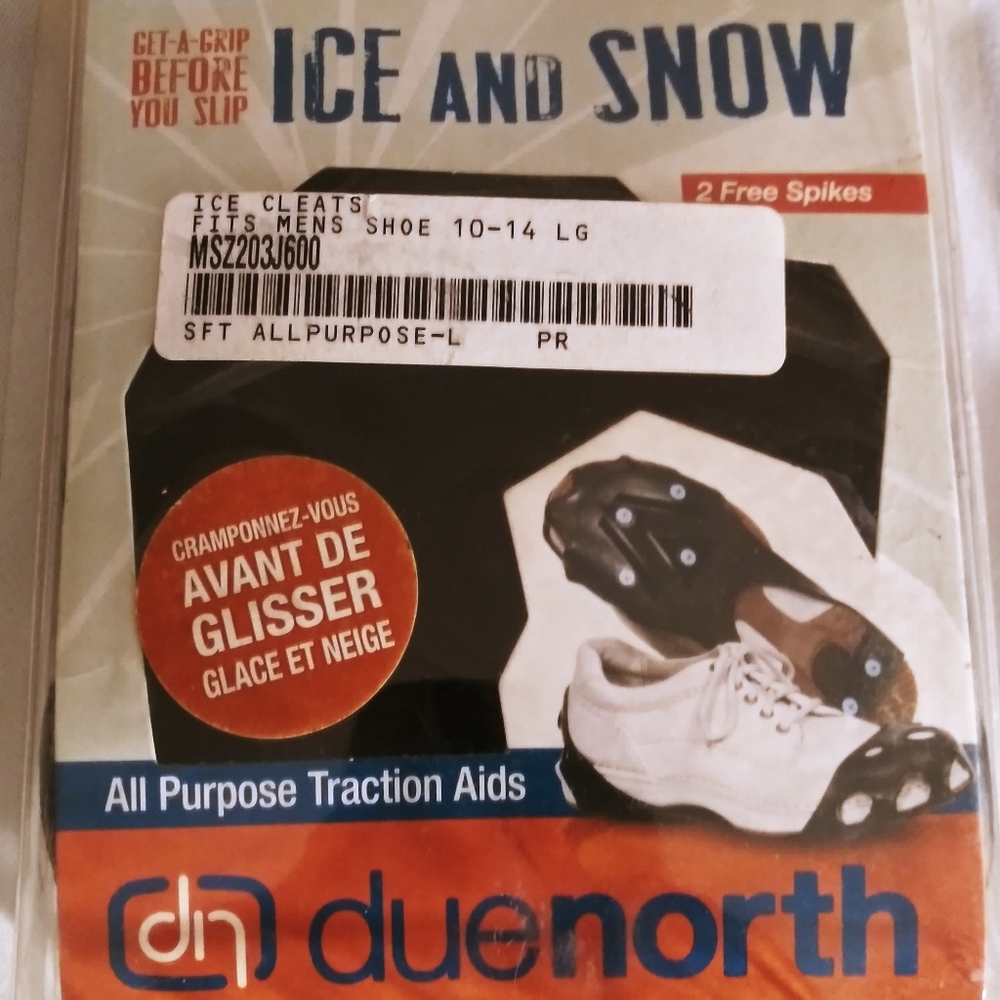 GET-A-GRIP
BEFORE
YOU SLIP
ICE AND SNOW
2 Free Spikes
ICE CLEATS
FITS MENS SHOE 10-14 LG
MSZ203J600
SFT ALLPURPOSE-L PR
CRAMPONNEZ-VOUS
AVANT DE
GLISSER
GLACE ET NEIGE
All Purpose Traction Aids
dn duenorth